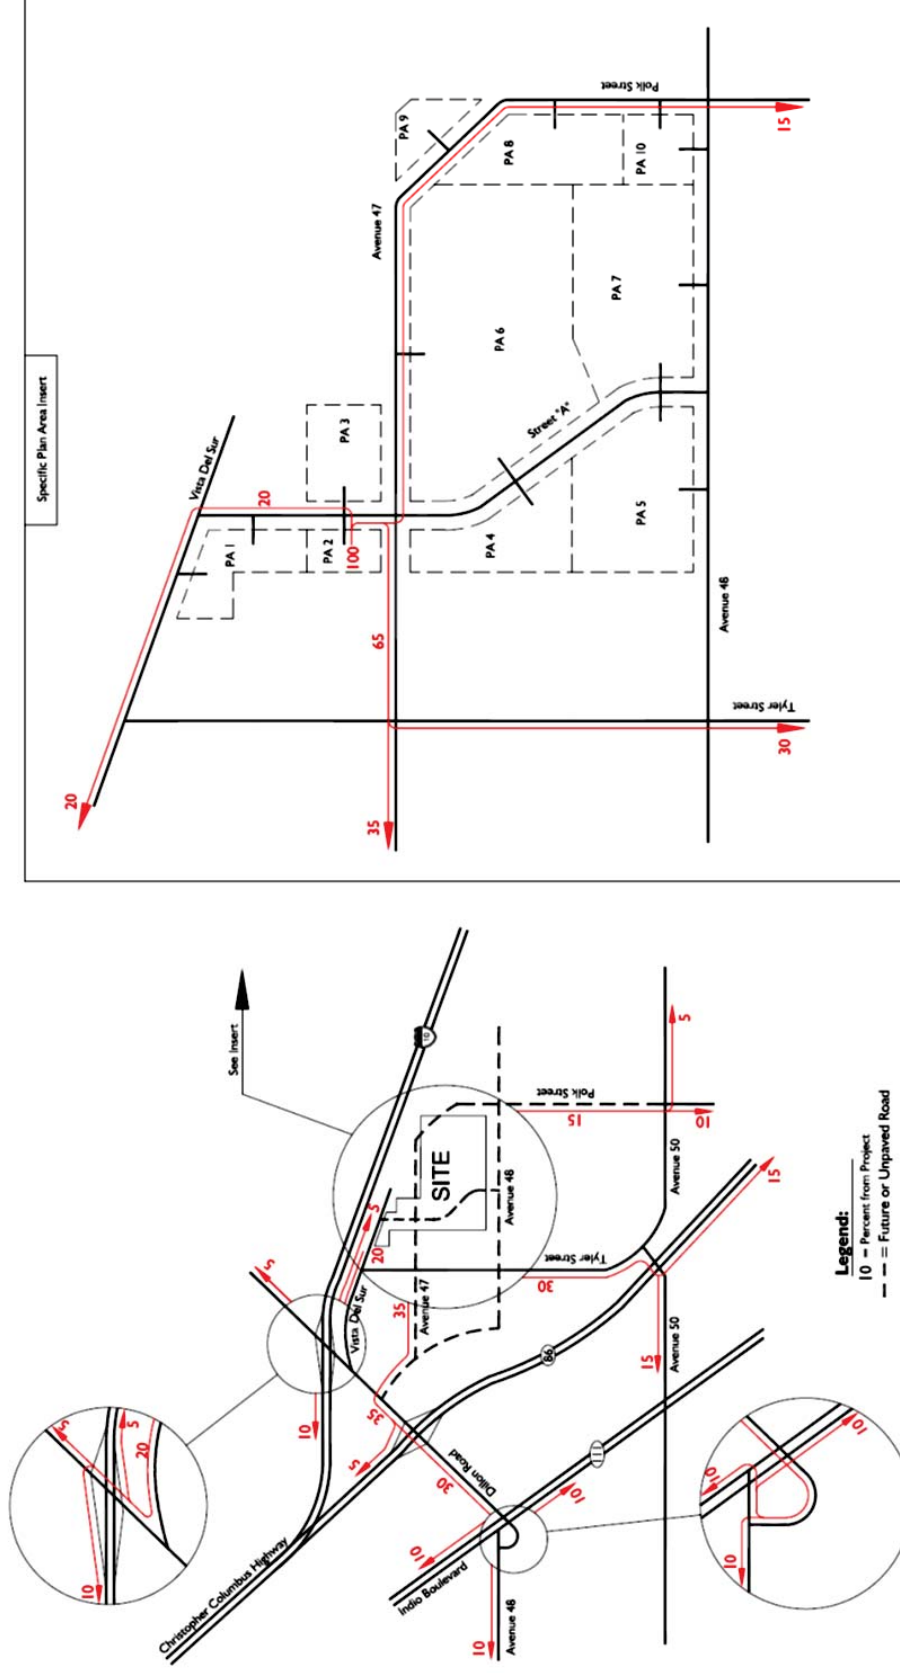 Specific Plan Area Insert
Vista Del Sur
20
20
PA 1
PA 2
PA 3
100
Avenue 47
PA 9
PA 8
PA 10
Polk Street
15
65
35
PA 4
PA 6
PA 7
PA 5
Street "A"
Avenue 48
Tyler Street
30
See Insert
10
SITE
Vista Del Sur
5
20
35
Avenue 47
Avenue 48
Polk Street
15
10
5
Avenue 50
Tyler Street
30
15
15
Avenue 50
86
111
5
10
35
5
30
Dillon Road
10
10
Indio Boulevard
Avenue 48
10
Christopher Columbus Highway
5
5
20
10
10
10
10
Legend:
10 = Percent from Project
- - = Future or Unpaved Road